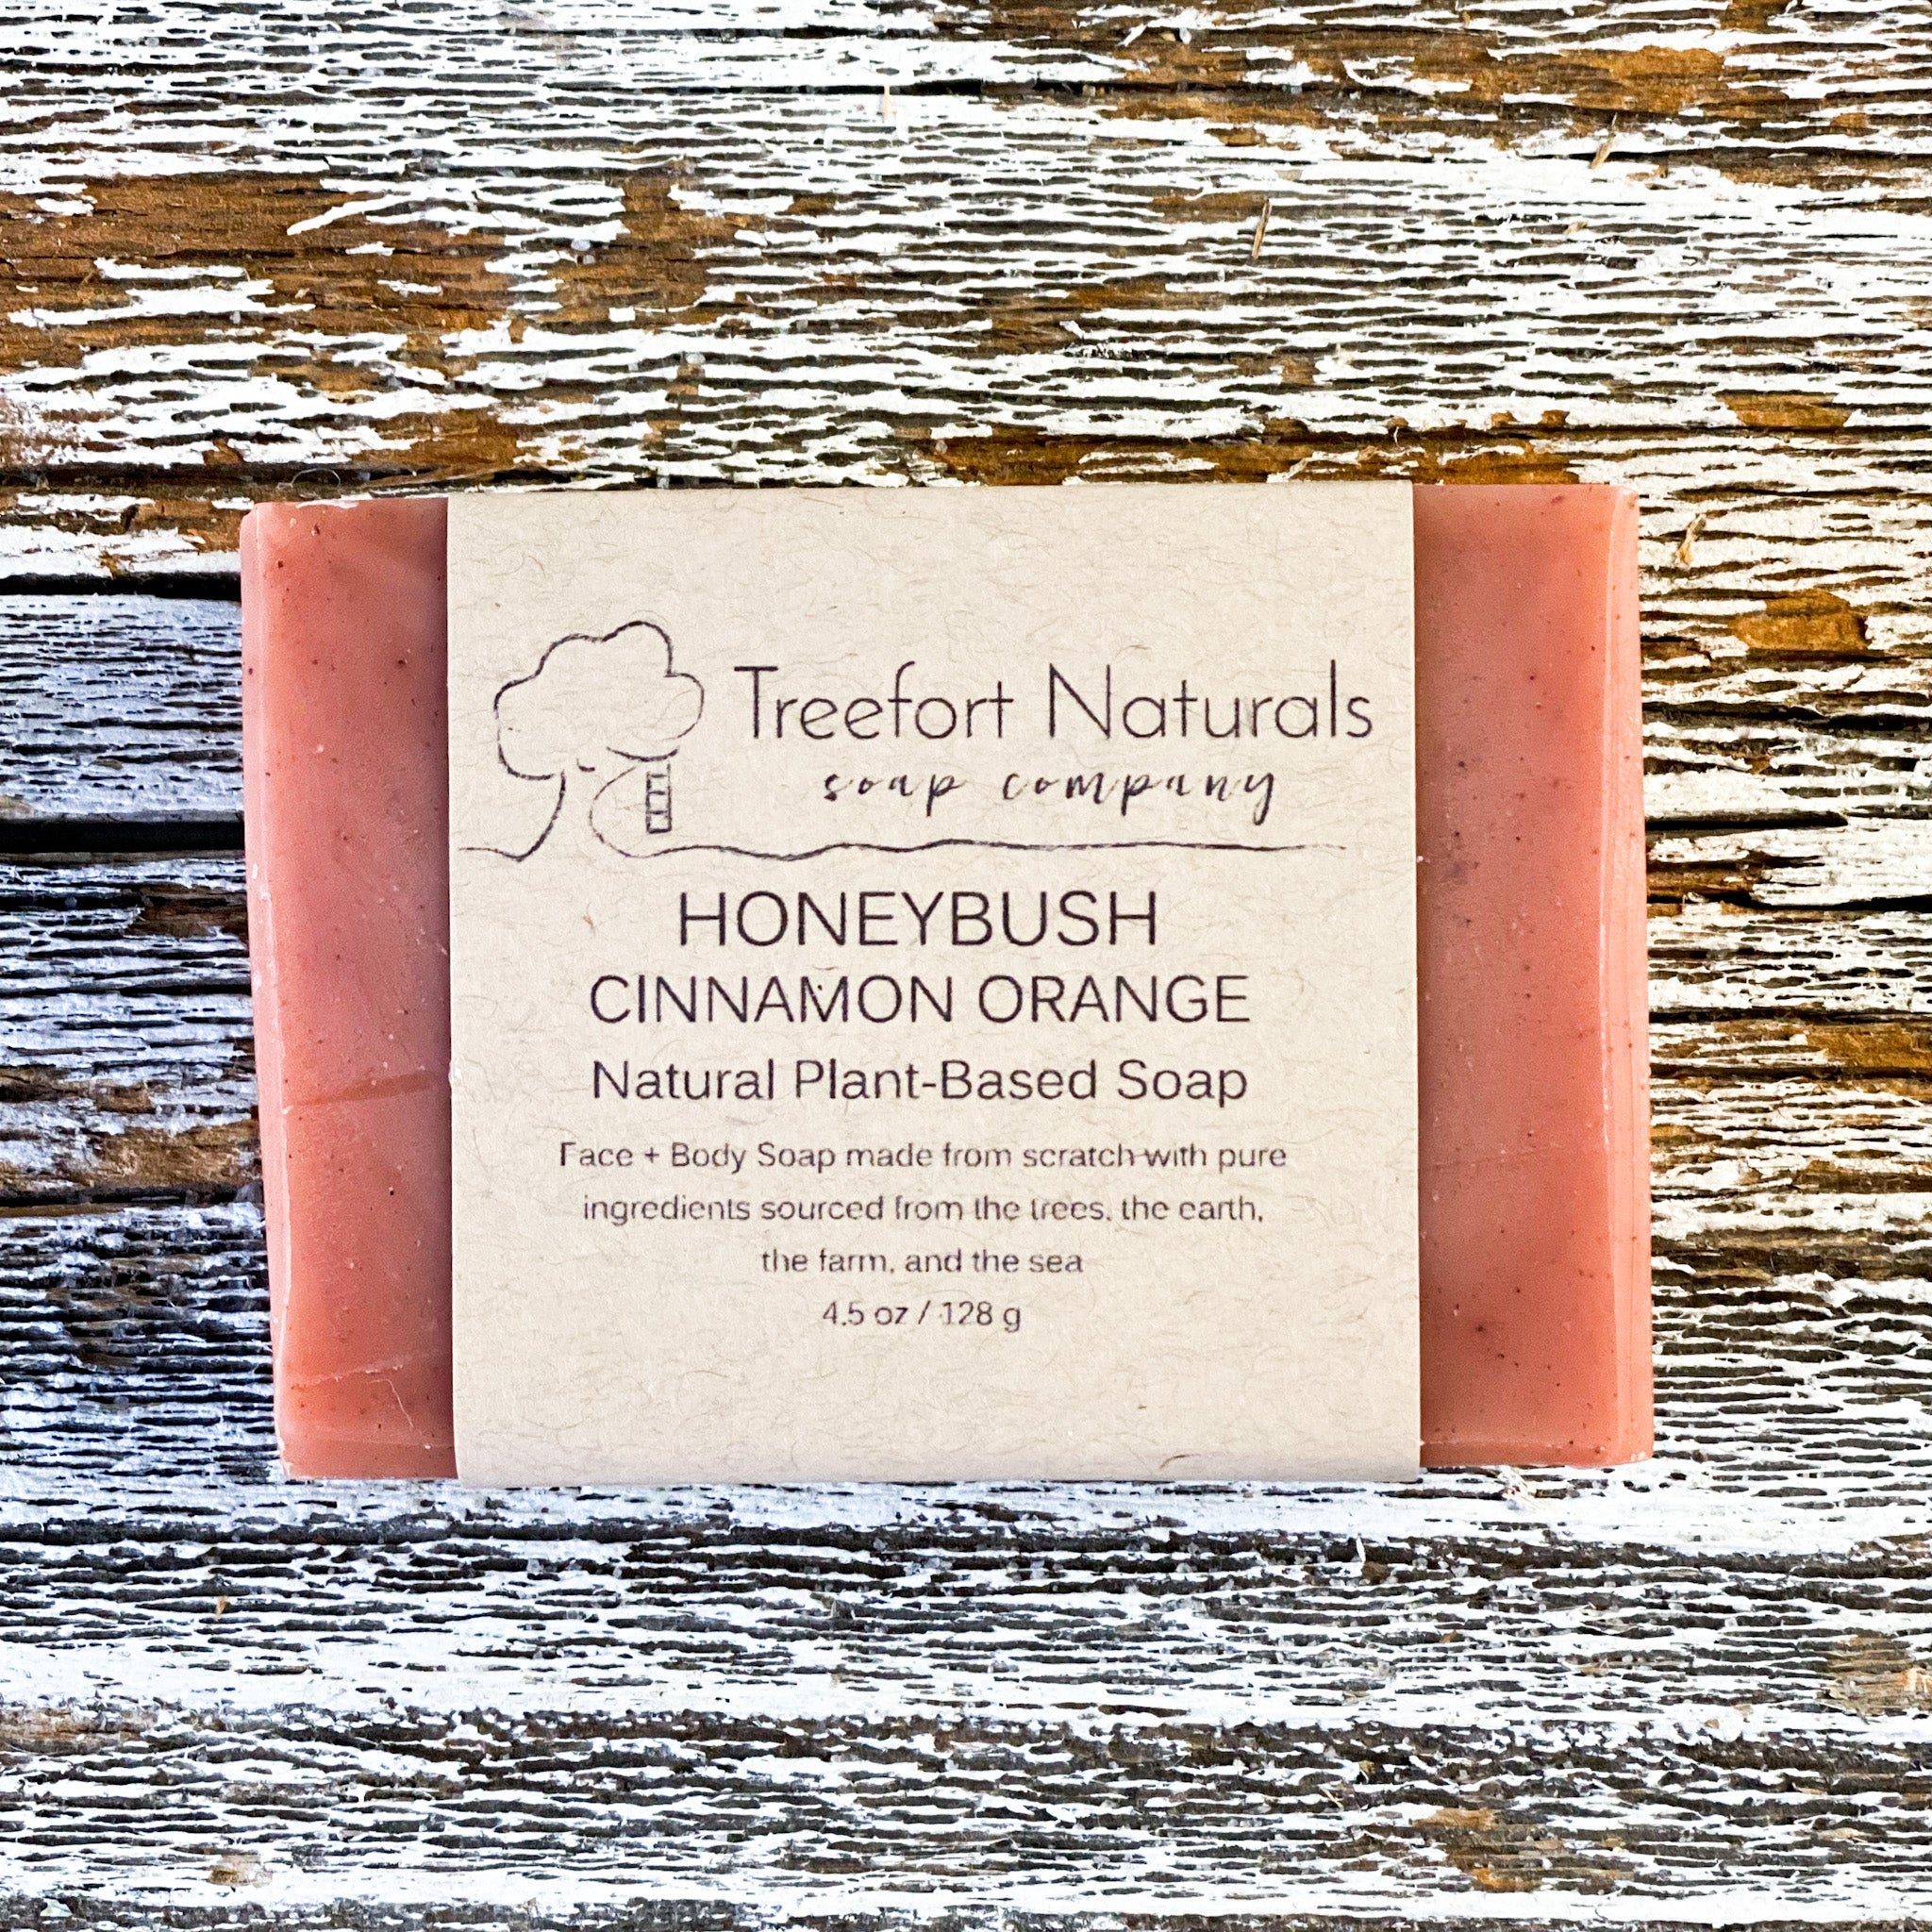 Treefort Naturals
soap company
HONEYBUSH
CINNAMON ORANGE
Natural Plant-Based Soap
Face + Body Soap made from scratch with pure
ingredients sourced from the trees, the earth,
the farm, and the sea
4.5 oz / 128 g